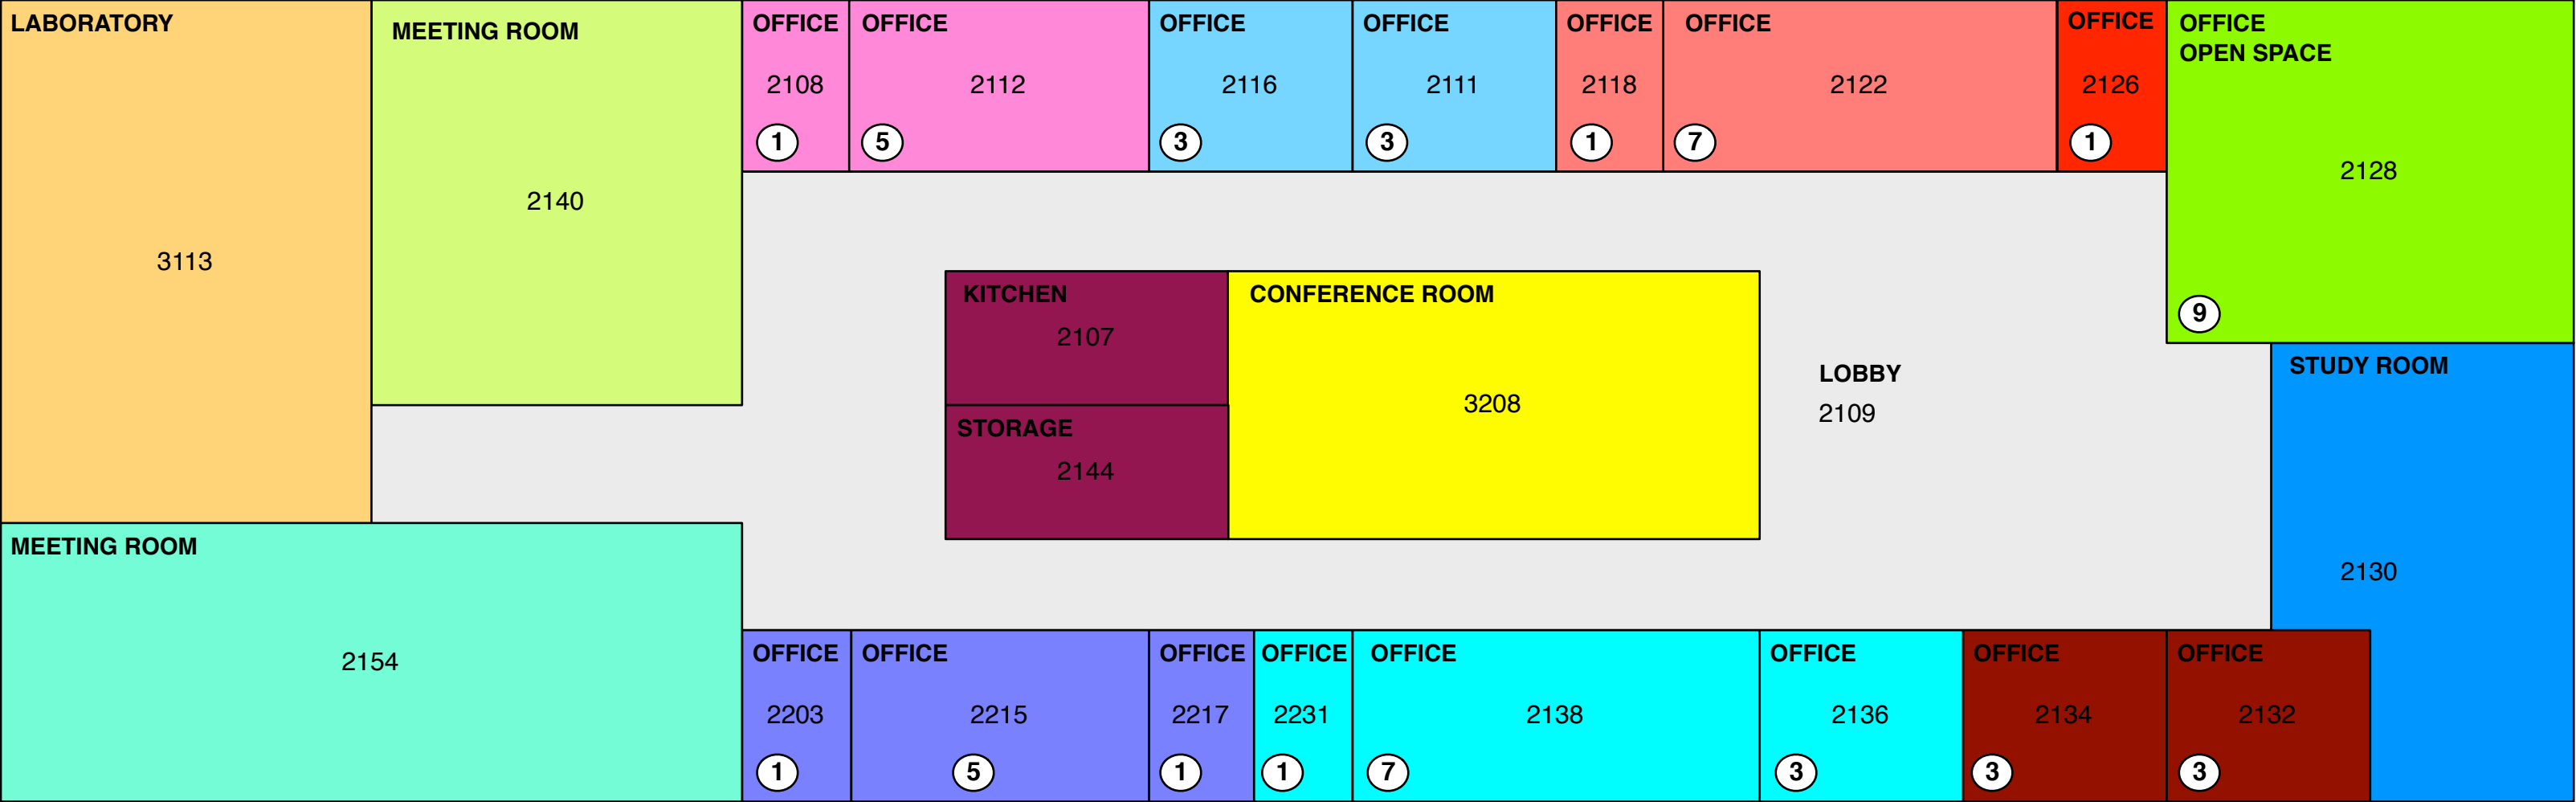 LABORATORY
3113
MEETING ROOM
2140
OFFICE
2108
1
OFFICE
2112
5
OFFICE
2116
3
OFFICE
2111
3
OFFICE
2118
1
OFFICE
2122
7
OFFICE
2126
1
OFFICE
OPEN SPACE
2128
9
KITCHEN
2107
CONFERENCE ROOM
3208
STORAGE
2144
LOBBY
2109
STUDY ROOM
2130
MEETING ROOM
2154
OFFICE
2203
1
OFFICE
2215
5
OFFICE
2217
1
OFFICE
2231
1
OFFICE
2138
7
OFFICE
2136
3
OFFICE
2134
3
OFFICE
2132
3